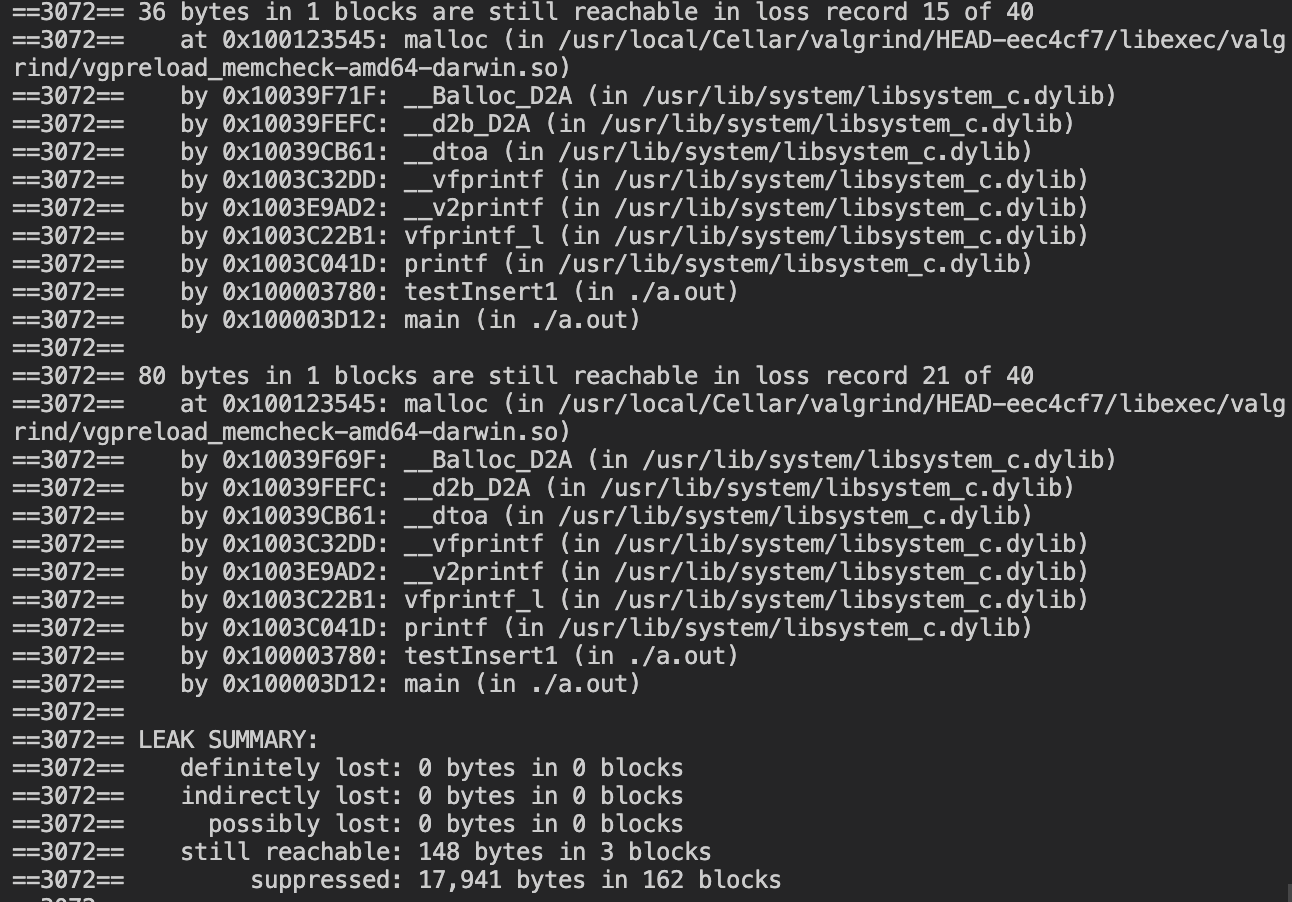 ==3072== 36 bytes in 1 blocks are still reachable in loss record 15 of 40
==3072==    at 0x100123545: malloc (in /usr/local/Cellar/valgrind/HEAD-eec4cf7/libexec/valg
rind/vgpreload_memcheck-amd64-darwin.so)
==3072==    by 0x10039F71F: __Balloc_D2A (in /usr/lib/system/libsystem_c.dylib)
==3072==    by 0x10039FEFC: __d2b_D2A (in /usr/lib/system/libsystem_c.dylib)
==3072==    by 0x10039CB61: __dtoa (in /usr/lib/system/libsystem_c.dylib)
==3072==    by 0x1003C32DD: __vfprintf (in /usr/lib/system/libsystem_c.dylib)
==3072==    by 0x1003E9AD2: __v2printf (in /usr/lib/system/libsystem_c.dylib)
==3072==    by 0x1003C22B1: vfprintf_l (in /usr/lib/system/libsystem_c.dylib)
==3072==    by 0x1003C041D: printf (in /usr/lib/system/libsystem_c.dylib)
==3072==    by 0x100003780: testInsert1 (in ./a.out)
==3072==    by 0x100003D12: main (in ./a.out)
==3072==
==3072== 80 bytes in 1 blocks are still reachable in loss record 21 of 40
==3072==    at 0x100123545: malloc (in /usr/local/Cellar/valgrind/HEAD-eec4cf7/libexec/valg
rind/vgpreload_memcheck-amd64-darwin.so)
==3072==    by 0x10039F69F: __Balloc_D2A (in /usr/lib/system/libsystem_c.dylib)
==3072==    by 0x10039FEFC: __d2b_D2A (in /usr/lib/system/libsystem_c.dylib)
==3072==    by 0x10039CB61: __dtoa (in /usr/lib/system/libsystem_c.dylib)
==3072==    by 0x1003C32DD: __vfprintf (in /usr/lib/system/libsystem_c.dylib)
==3072==    by 0x1003E9AD2: __v2printf (in /usr/lib/system/libsystem_c.dylib)
==3072==    by 0x1003C22B1: vfprintf_l (in /usr/lib/system/libsystem_c.dylib)
==3072==    by 0x1003C041D: printf (in /usr/lib/system/libsystem_c.dylib)
==3072==    by 0x100003780: testInsert1 (in ./a.out)
==3072==    by 0x100003D12: main (in ./a.out)
==3072==
==3072== LEAK SUMMARY:
==3072==    definitely lost: 0 bytes in 0 blocks
==3072==    indirectly lost: 0 bytes in 0 blocks
==3072==      possibly lost: 0 bytes in 0 blocks
==3072==    still reachable: 148 bytes in 3 blocks
==3072==         suppressed: 17,941 bytes in 162 blocks